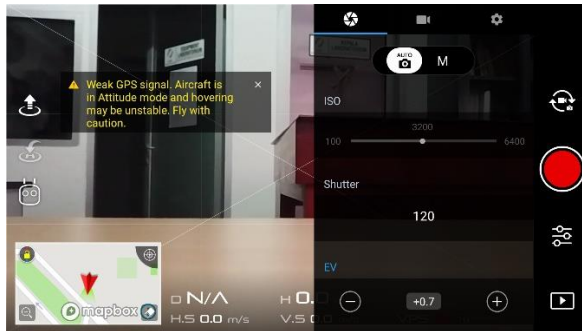 AUTO
M
Weak GPS signal. Aircraft is
in Attitude mode and hovering
may be unstable. Fly with
caution.
ISO
3200
100
6400
Shutter
120
EV
+0.7
mapbox
D N/A
H 0.
H.S 0.0 m/s
V.S